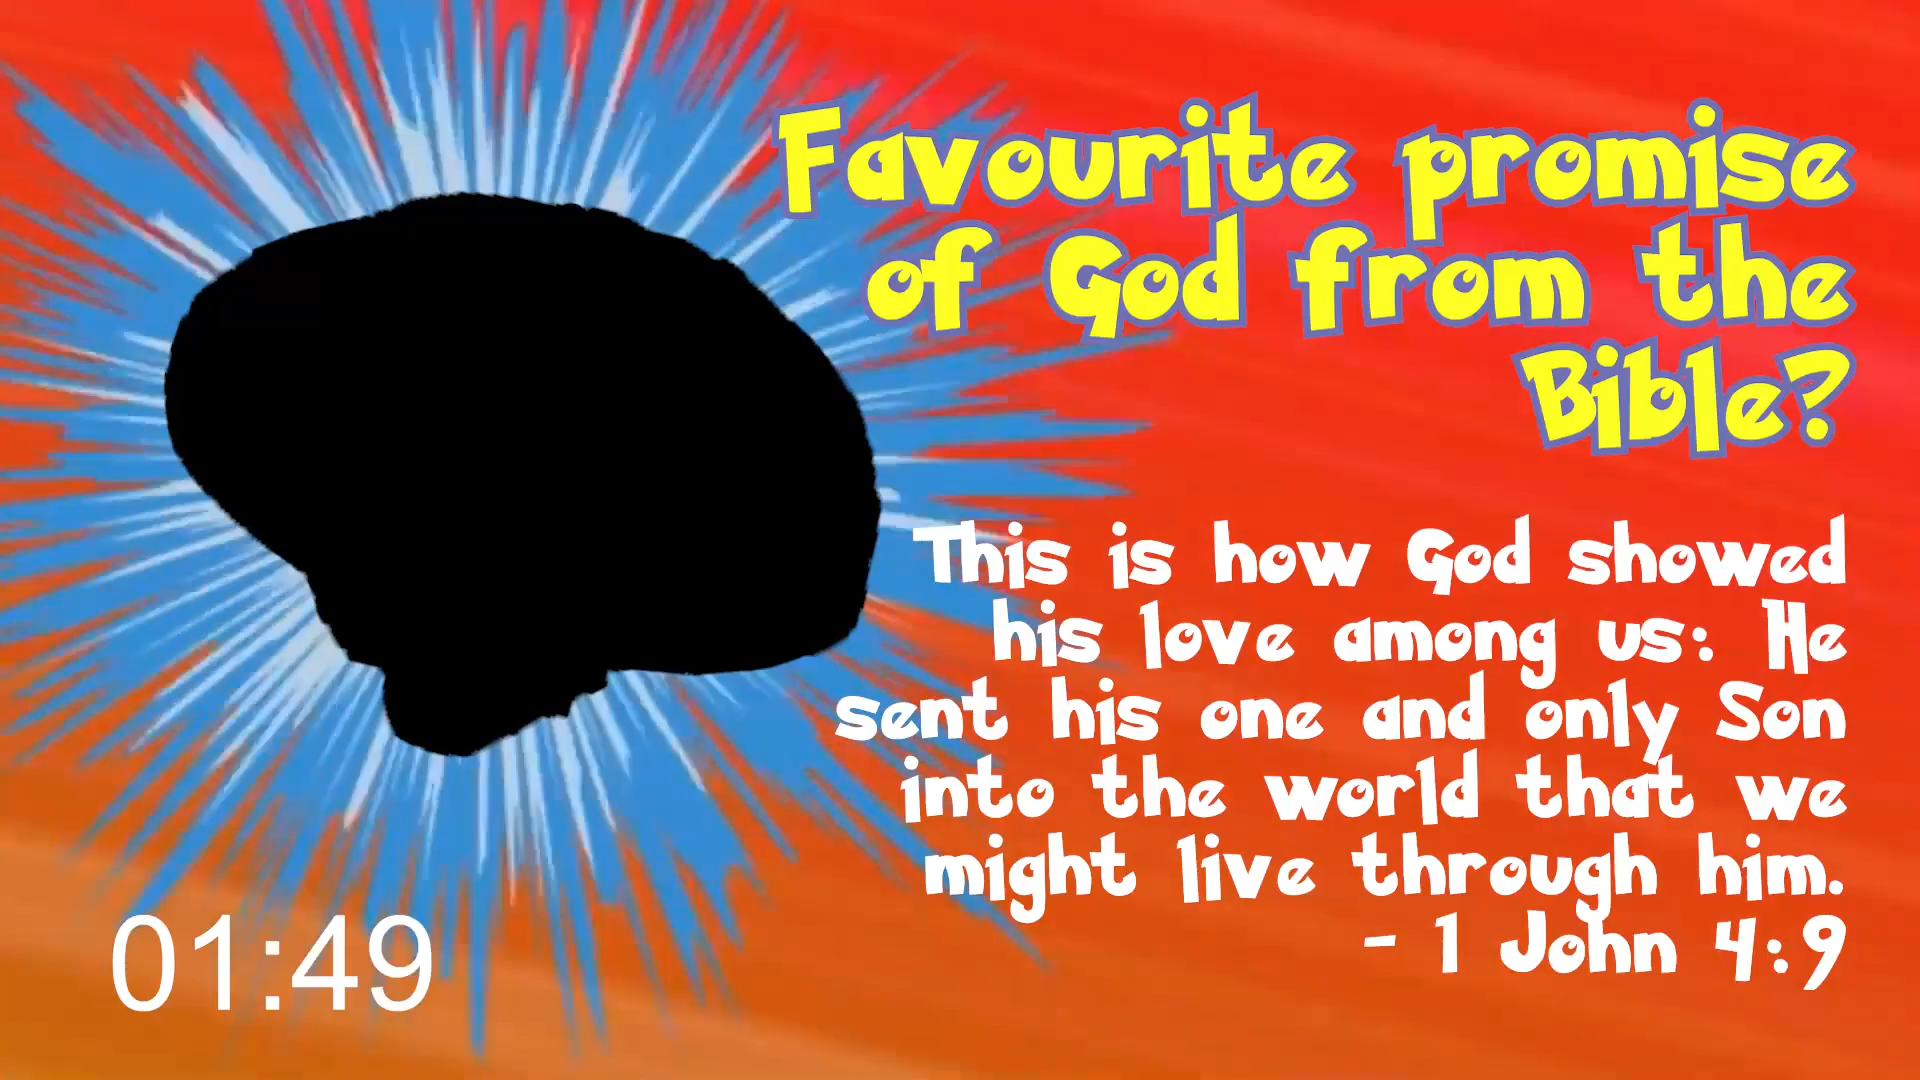 Favourite promise
of God from the
Bible?
This is how God showed
his love among us: He
sent his one and only Son
into the world that we
might live through him.
- 1 John 4:9
01:49